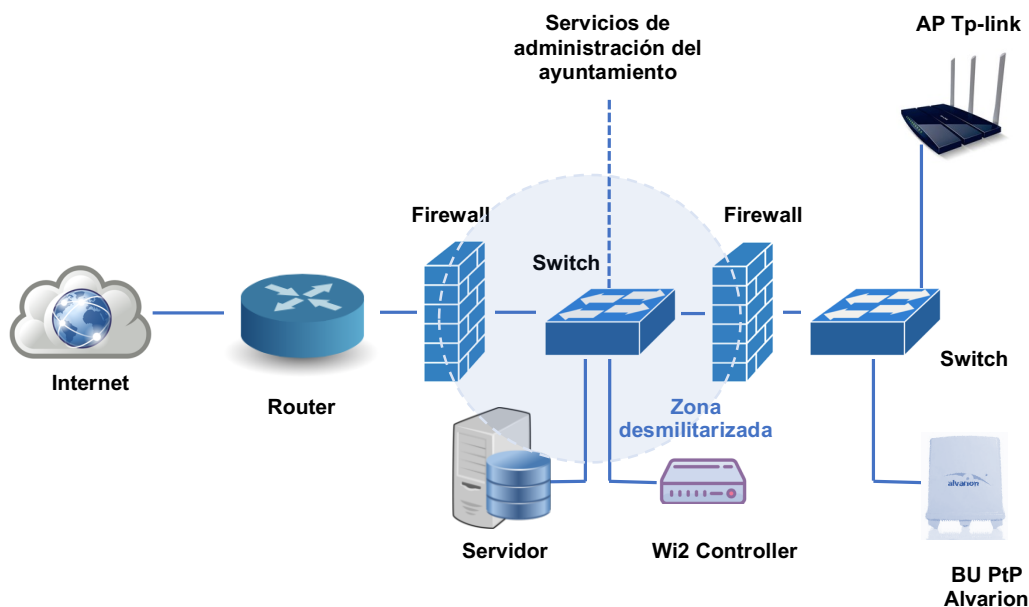 Servicios de
administración del
ayuntamiento
AP Tp-link
Firewall
Firewall
Switch
Internet
Router
Switch
Zona
desmilitarizada
alvarion
Servidor
Wi2 Controller
BU PtP
Alvarion